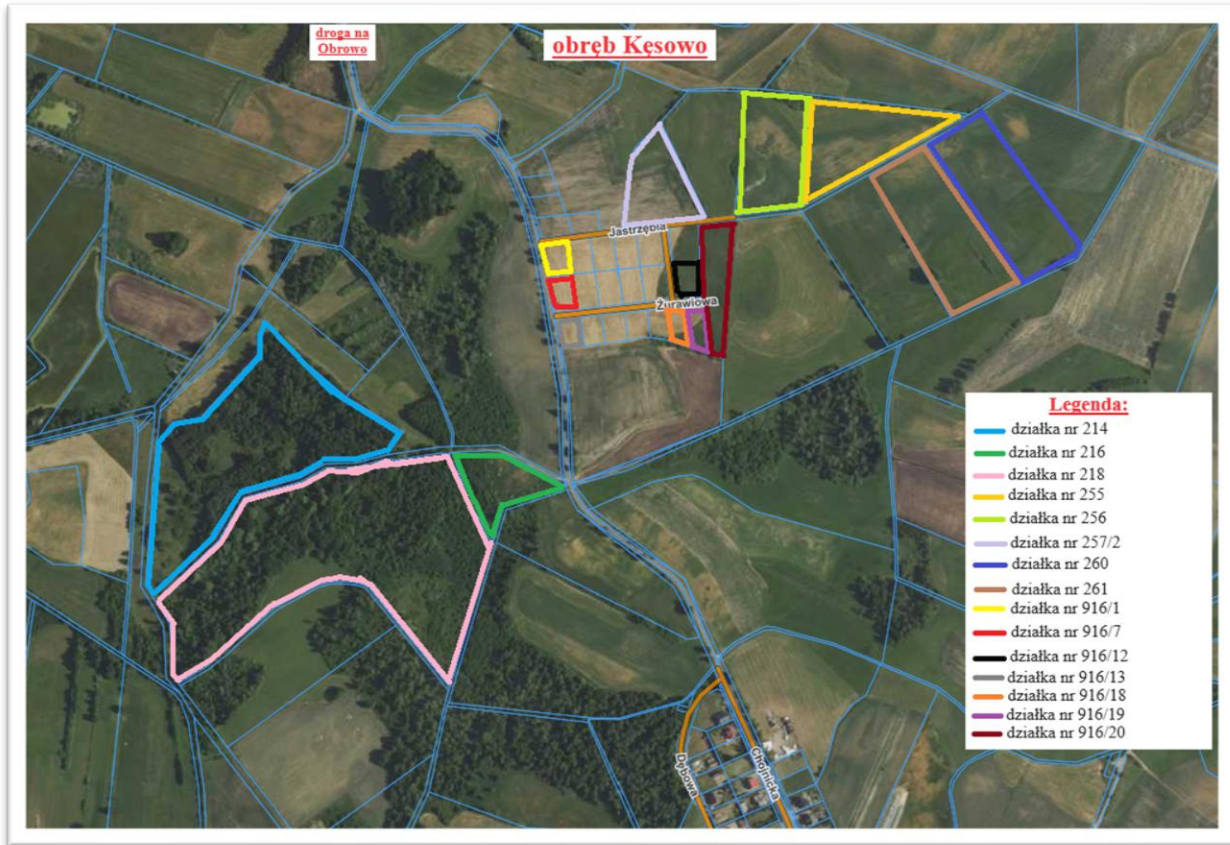 droga na
Obrowo
obręb Kęsowo
Jastrzębia
Żurawiowa
Legenda:
działka nr 214
działka nr 216
działka nr 218
działka nr 255
działka nr 256
działka nr 257/2
działka nr 260
działka nr 261
działka nr 916/1
działka nr 916/7
działka nr 916/12
działka nr 916/13
działka nr 916/18
działka nr 916/19
działka nr 916/20
Dębowa
Chojnicka